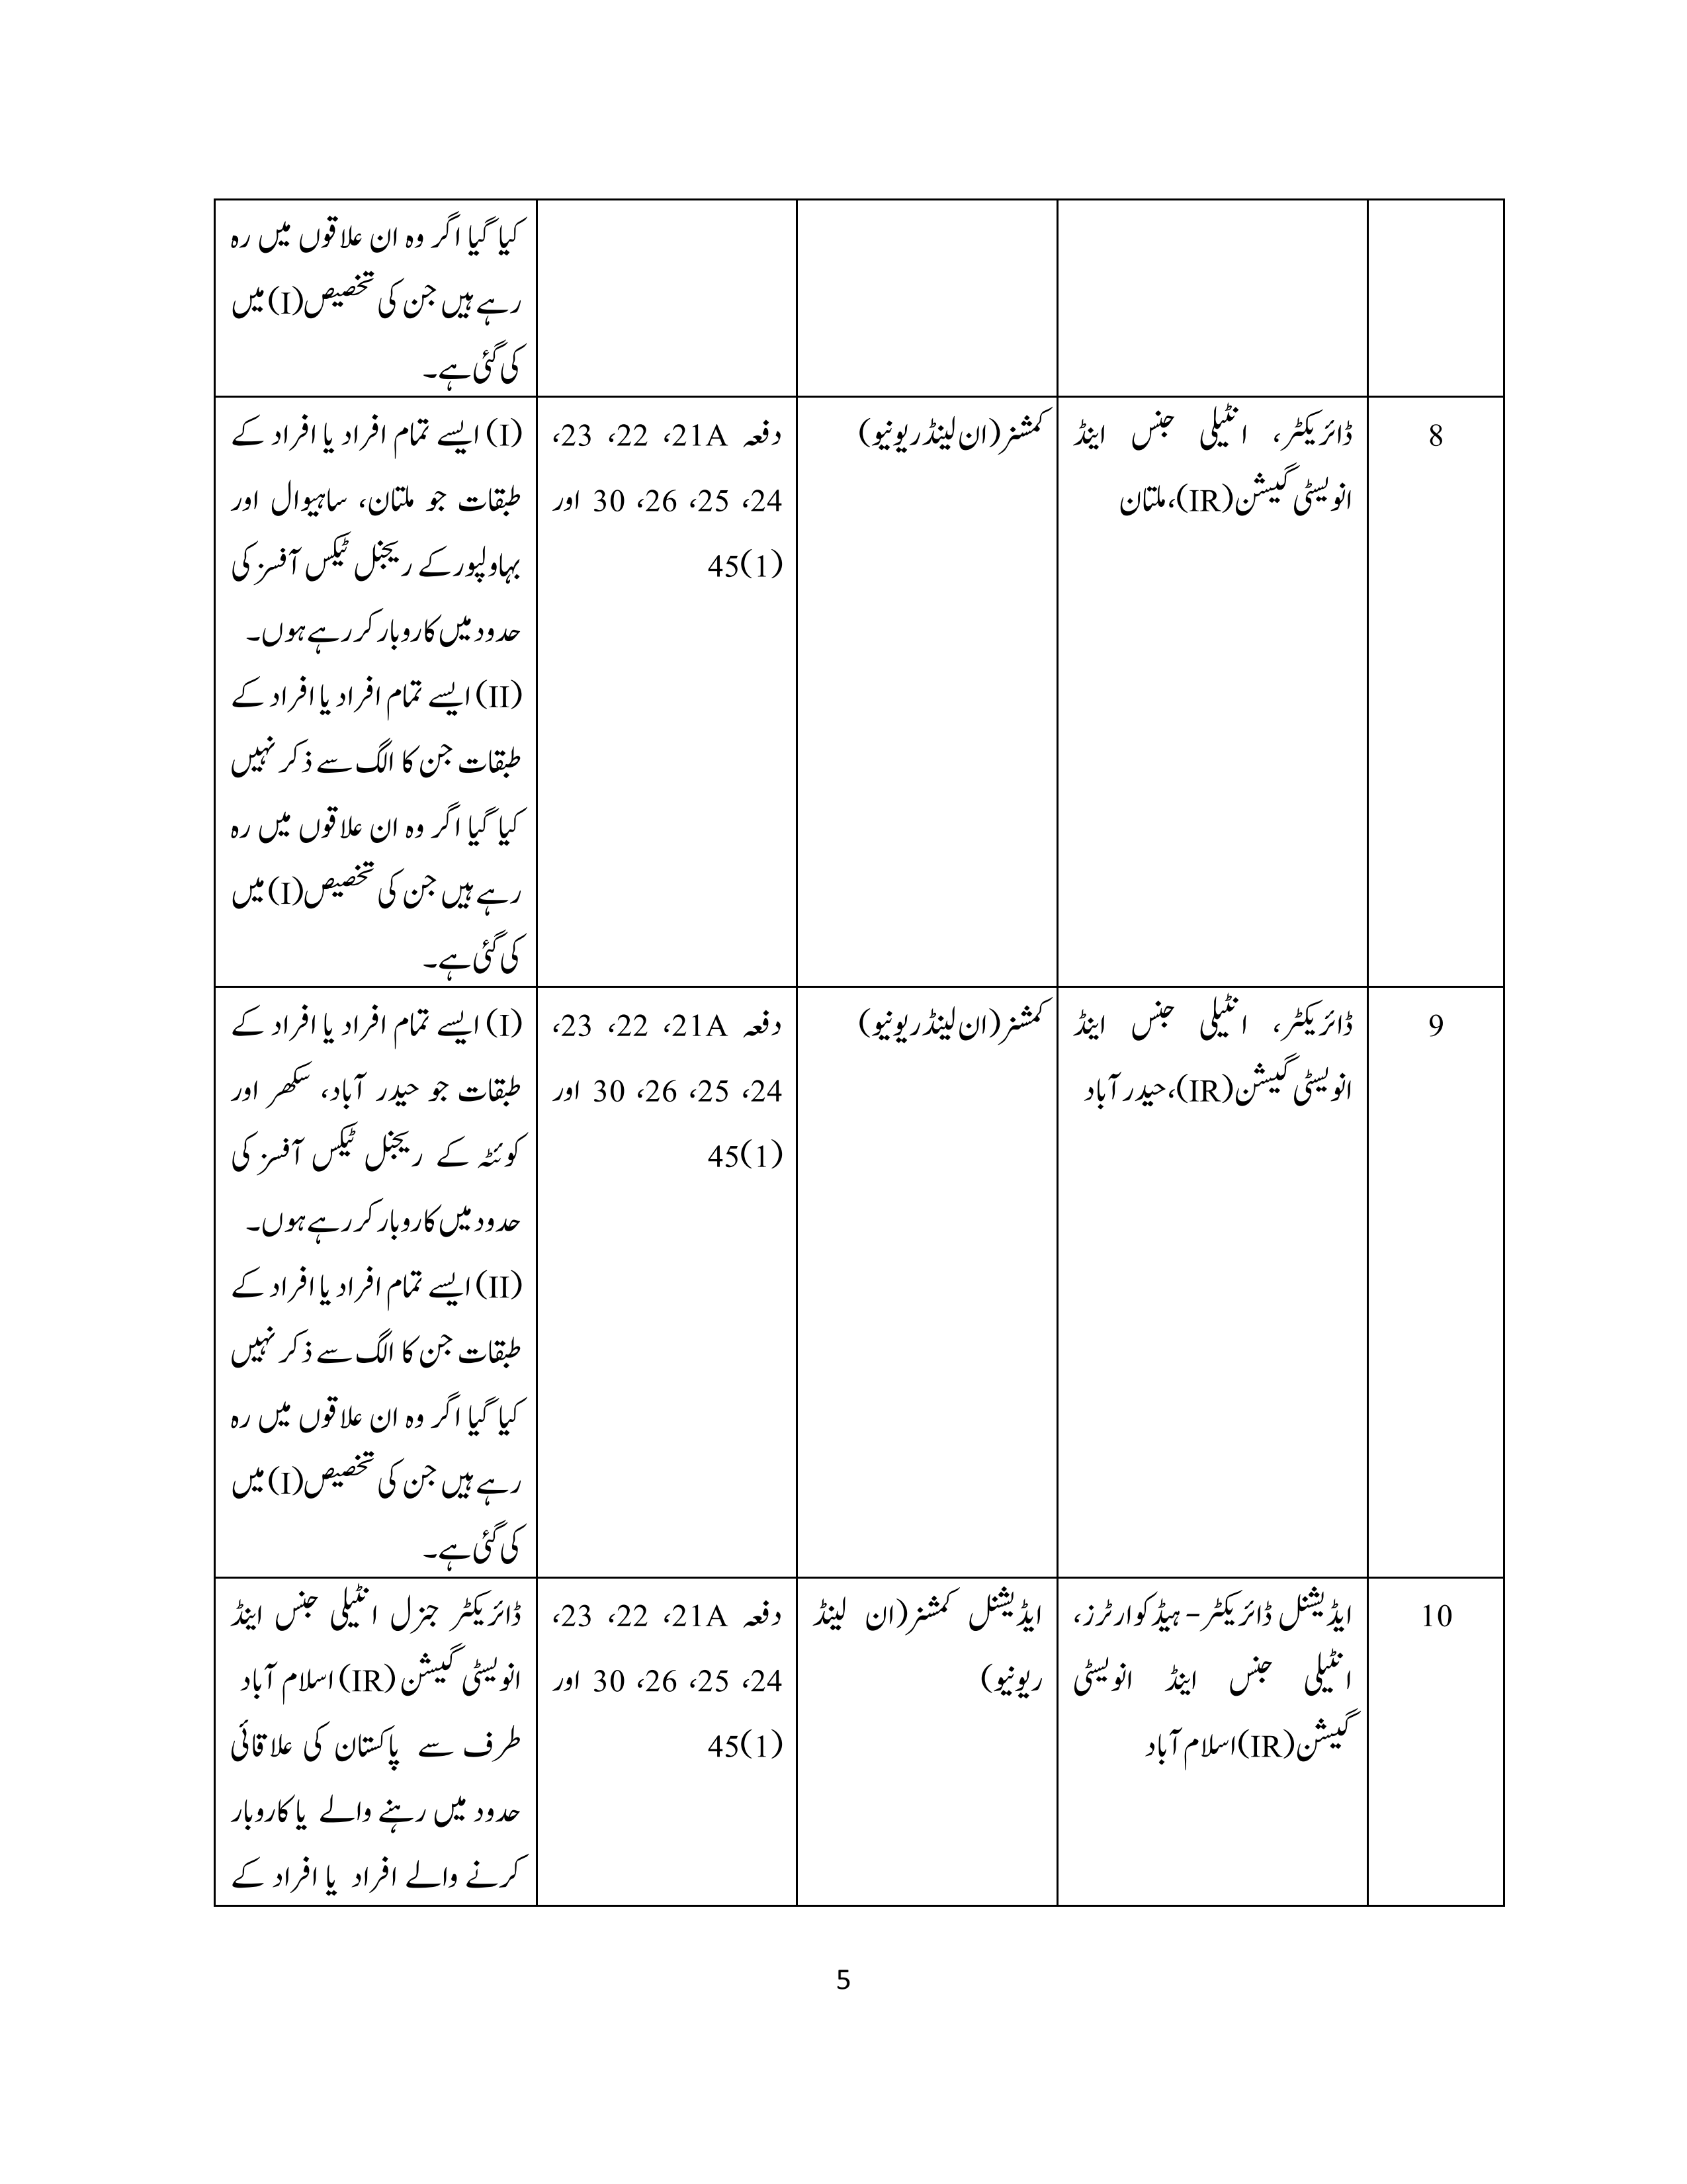 کیا گیا اگر وہ ان علاقوں میں رہ
رہے ہیں جن کی تخصیص(I) میں
کی گئی ہے۔
8
ڈائریکٹر، انٹیلی جنس اینڈ
انویسٹی گیشن(IR)،ملتان
کمشنر(ان لینڈ ریونیو)
دفعہ 21A، 22، 23،
24، 25، 26، 30 اور
45(1)
(I) ایسے تمام افراد یا افراد کے
طبقات جو ملتان، ساہیوال اور
بہاولپور کے ریجنل ٹیکس آفسز کی
حدود میں کاروبار کر رہے ہوں۔
(II) ایسے تمام افراد یا افراد کے
طبقات جن کا الگ سے ذکر نہیں
کیا گیا اگر وہ ان علاقوں میں رہ
رہے ہیں جن کی تخصیص(I) میں
کی گئی ہے۔
9
ڈائریکٹر، انٹیلی جنس اینڈ
انویسٹی گیشن(IR)،حیدر آباد
کمشنر(ان لینڈ ریونیو)
دفعہ 21A، 22، 23،
24، 25، 26، 30 اور
45(1)
(I) ایسے تمام افراد یا افراد کے
طبقات جو حیدر آباد، سکھر اور
کوئٹہ کے ریجنل ٹیکس آفسز کی
حدود میں کاروبار کر رہے ہوں۔
(II) ایسے تمام افراد یا افراد کے
طبقات جن کا الگ سے ذکر نہیں
کیا گیا اگر وہ ان علاقوں میں رہ
رہے ہیں جن کی تخصیص(I) میں
کی گئی ہے۔
10
ایڈیشنل ڈائریکٹر – ہیڈ کوارٹرز،
انٹیلی جنس اینڈ انویسٹی
گیشن(IR)اسلام آباد
ایڈیشنل کمشنر(ان لینڈ
ریونیو)
دفعہ 21A، 22، 23،
24، 25، 26، 30 اور
45(1)
ڈائریکٹر جنرل انٹیلی جنس اینڈ
انویسٹی گیشن (IR) اسلام آباد
طرف سے پاکستان کی علاقائی
حدود میں رہنے والے یا کاروبار
کرنے والے افراد یا افراد کے
5